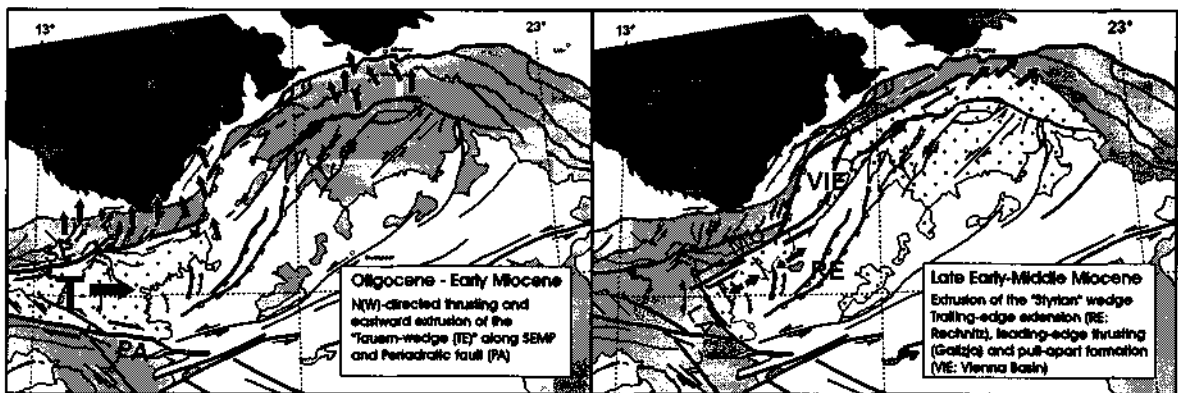 13°
23°
T
PA
Oligocene - Early Miocene
N(W)-directed thrusting and
eastward extrusion of the
"Tauern-wedge (TE)" along SEMP
and Periadratic fault (PA)
13°
23°
VIE
RE
Late Early-Middle Miocene
Extrusion of the "Styrian" wedge
Trailing-edge extension (RE:
Rechnitz), leading-edge thrusting
(Galizja) and pull-apart formation
(VIE: Vienna Basin)